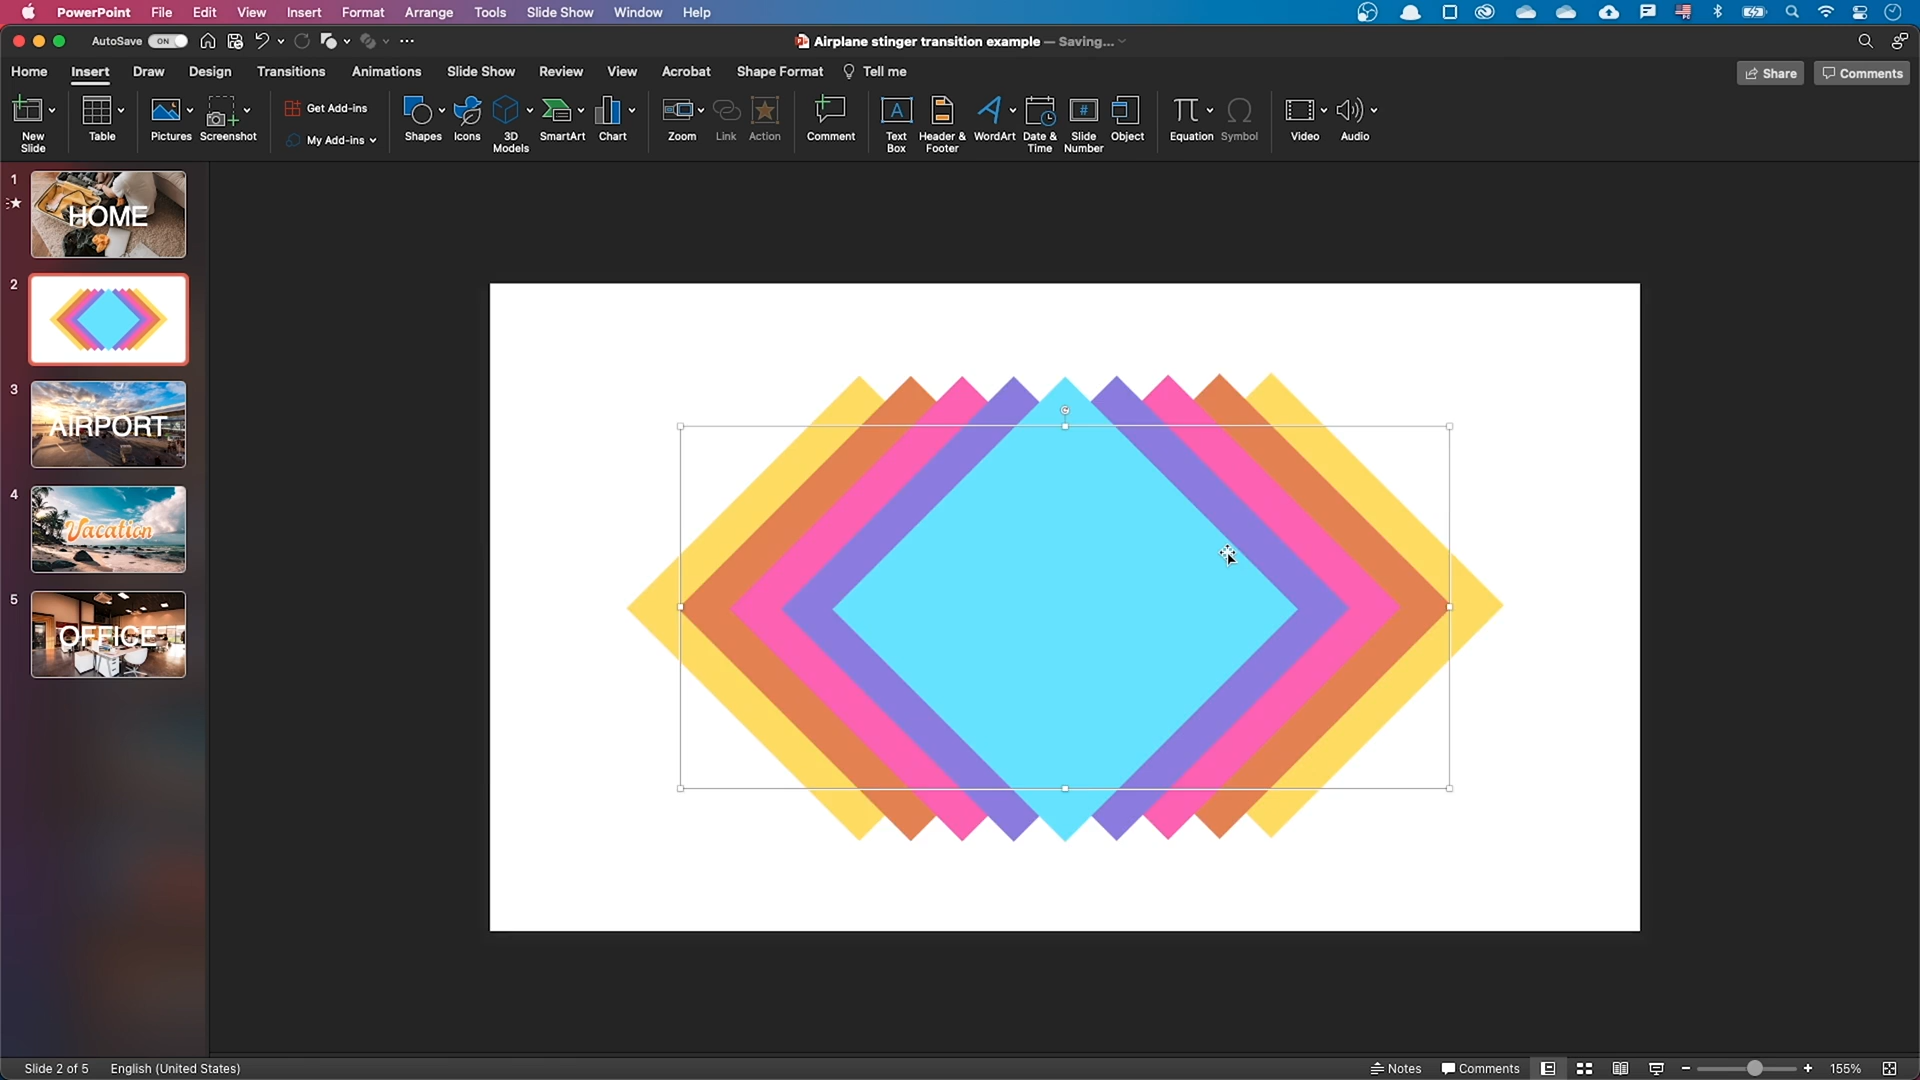 PowerPoint File Edit View Insert Format Arrange Tools Slide Show Window Help
AutoSave ON Airplane stinger transition example — Saving...
Home Insert Draw Design Transitions Animations Slide Show Review View Acrobat Shape Format Tell me Share Comments
New Slide
Table
Pictures
Screenshot
Get Add-ins
My Add-ins
Shapes
Icons
3D Models
SmartArt
Chart
Zoom
Link
Action
Comment
Text Box
Header & Footer
WordArt
Date & Time
Slide Number
Object
Equation
Symbol
Video
Audio
1
HOME
2
3
AIRPORT
4
Vacation
5
OFFICE
Slide 2 of 5 English (United States) Notes Comments 155%